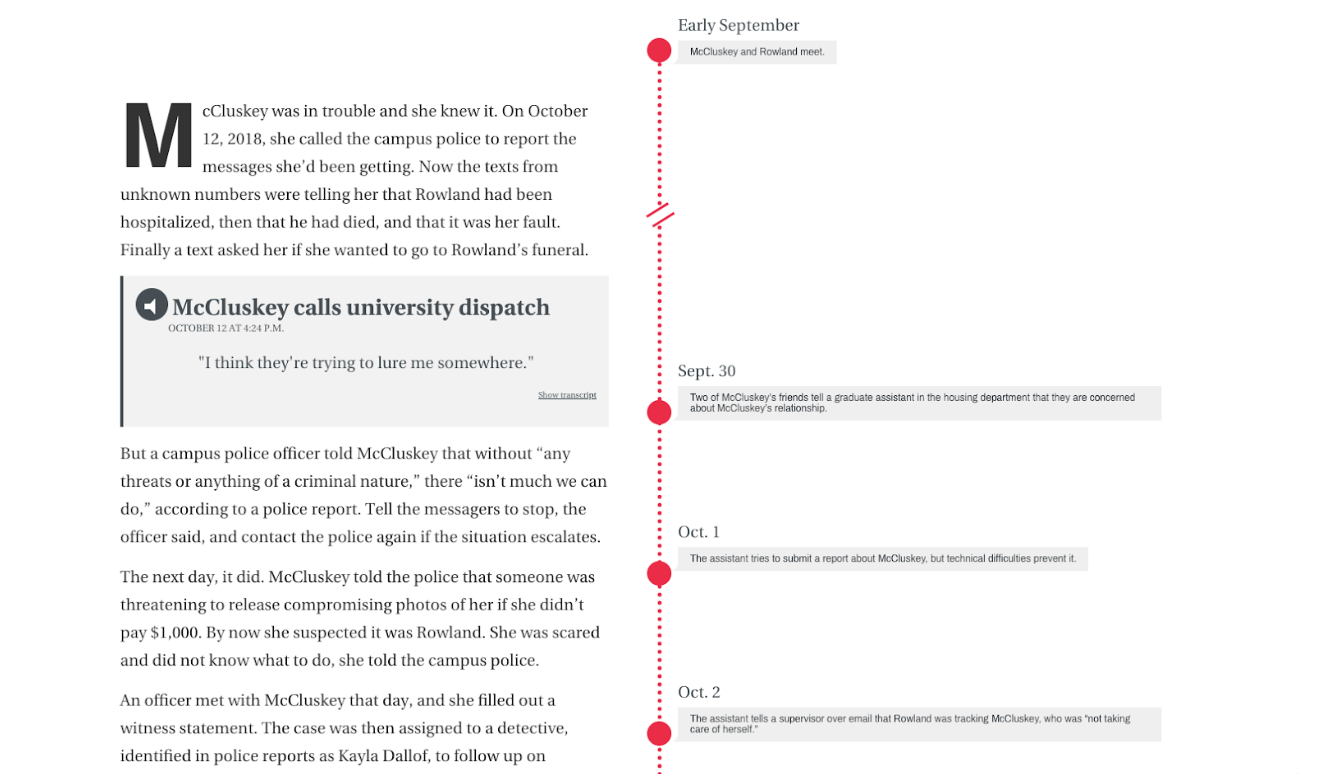 McCluskey was in trouble and she knew it. On October
12, 2018, she called the campus police to report the
messages she’d been getting. Now the texts from
unknown numbers were telling her that Rowland had been
hospitalized, then that he had died, and that it was her fault.
Finally a text asked her if she wanted to go to Rowland’s funeral.
McCluskey calls university dispatch
OCTOBER 12 AT 4:24 P.M.
"I think they're trying to lure me somewhere."
Show transcript
But a campus police officer told McCluskey that without “any
threats or anything of a criminal nature,” there “isn’t much we can
do,” according to a police report. Tell the messagers to stop, the
officer said, and contact the police again if the situation escalates.
The next day, it did. McCluskey told the police that someone was
threatening to release compromising photos of her if she didn’t
pay $1,000. By now she suspected it was Rowland. She was scared
and did not know what to do, she told the campus police.
An officer met with McCluskey that day, and she filled out a
witness statement. The case was then assigned to a detective,
identified in police reports as Kayla Dallof, to follow up on
Early September
McCluskey and Rowland meet.
Sept. 30
Two of McCluskey’s friends tell a graduate assistant in the housing department that they are concerned
about McCluskey’s relationship.
Oct. 1
The assistant tries to submit a report about McCluskey, but technical difficulties prevent it.
Oct. 2
The assistant tells a supervisor over email that Rowland was tracking McCluskey, who was “not taking
care of herself.”